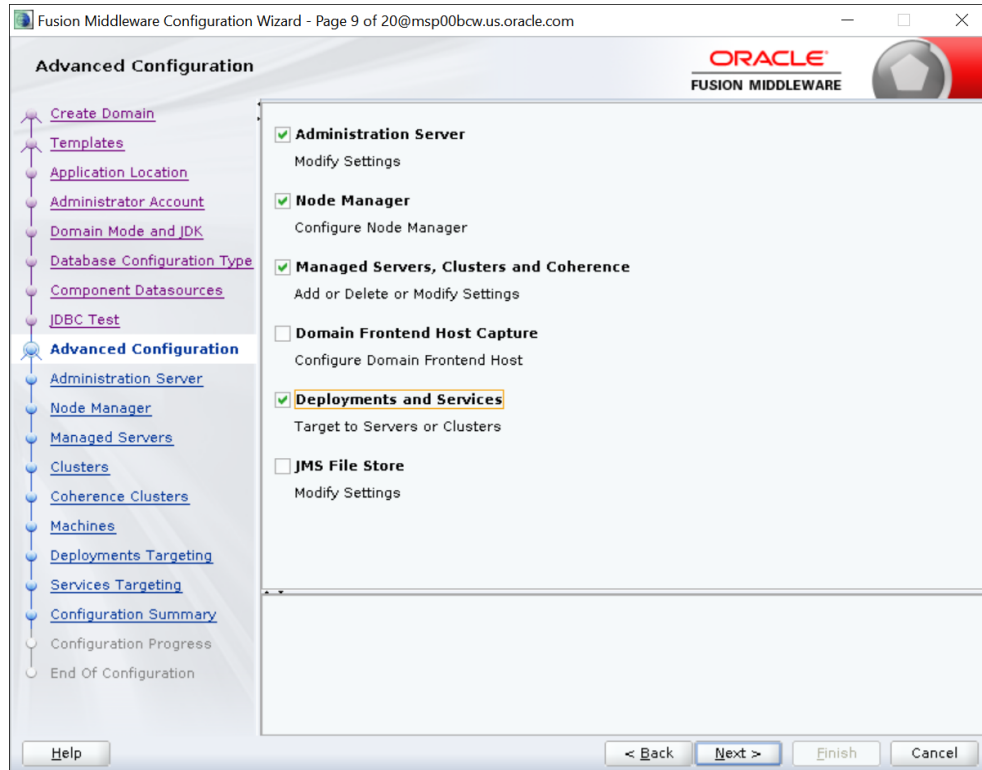 Fusion Middleware Configuration Wizard - Page 9 of 20@msp00bcw.us.oracle.com
Advanced Configuration
ORACLE
FUSION MIDDLEWARE
Create Domain
Templates
Application Location
Administrator Account
Domain Mode and JDK
Database Configuration Type
Component Datasources
JDBC Test
Advanced Configuration
Administration Server
Node Manager
Managed Servers
Clusters
Coherence Clusters
Machines
Deployments Targeting
Services Targeting
Configuration Summary
Configuration Progress
End Of Configuration
Administration Server
Modify Settings
Node Manager
Configure Node Manager
Managed Servers, Clusters and Coherence
Add or Delete or Modify Settings
Domain Frontend Host Capture
Configure Domain Frontend Host
Deployments and Services
Target to Servers or Clusters
JMS File Store
Modify Settings
Help
< Back
Next >
Finish
Cancel